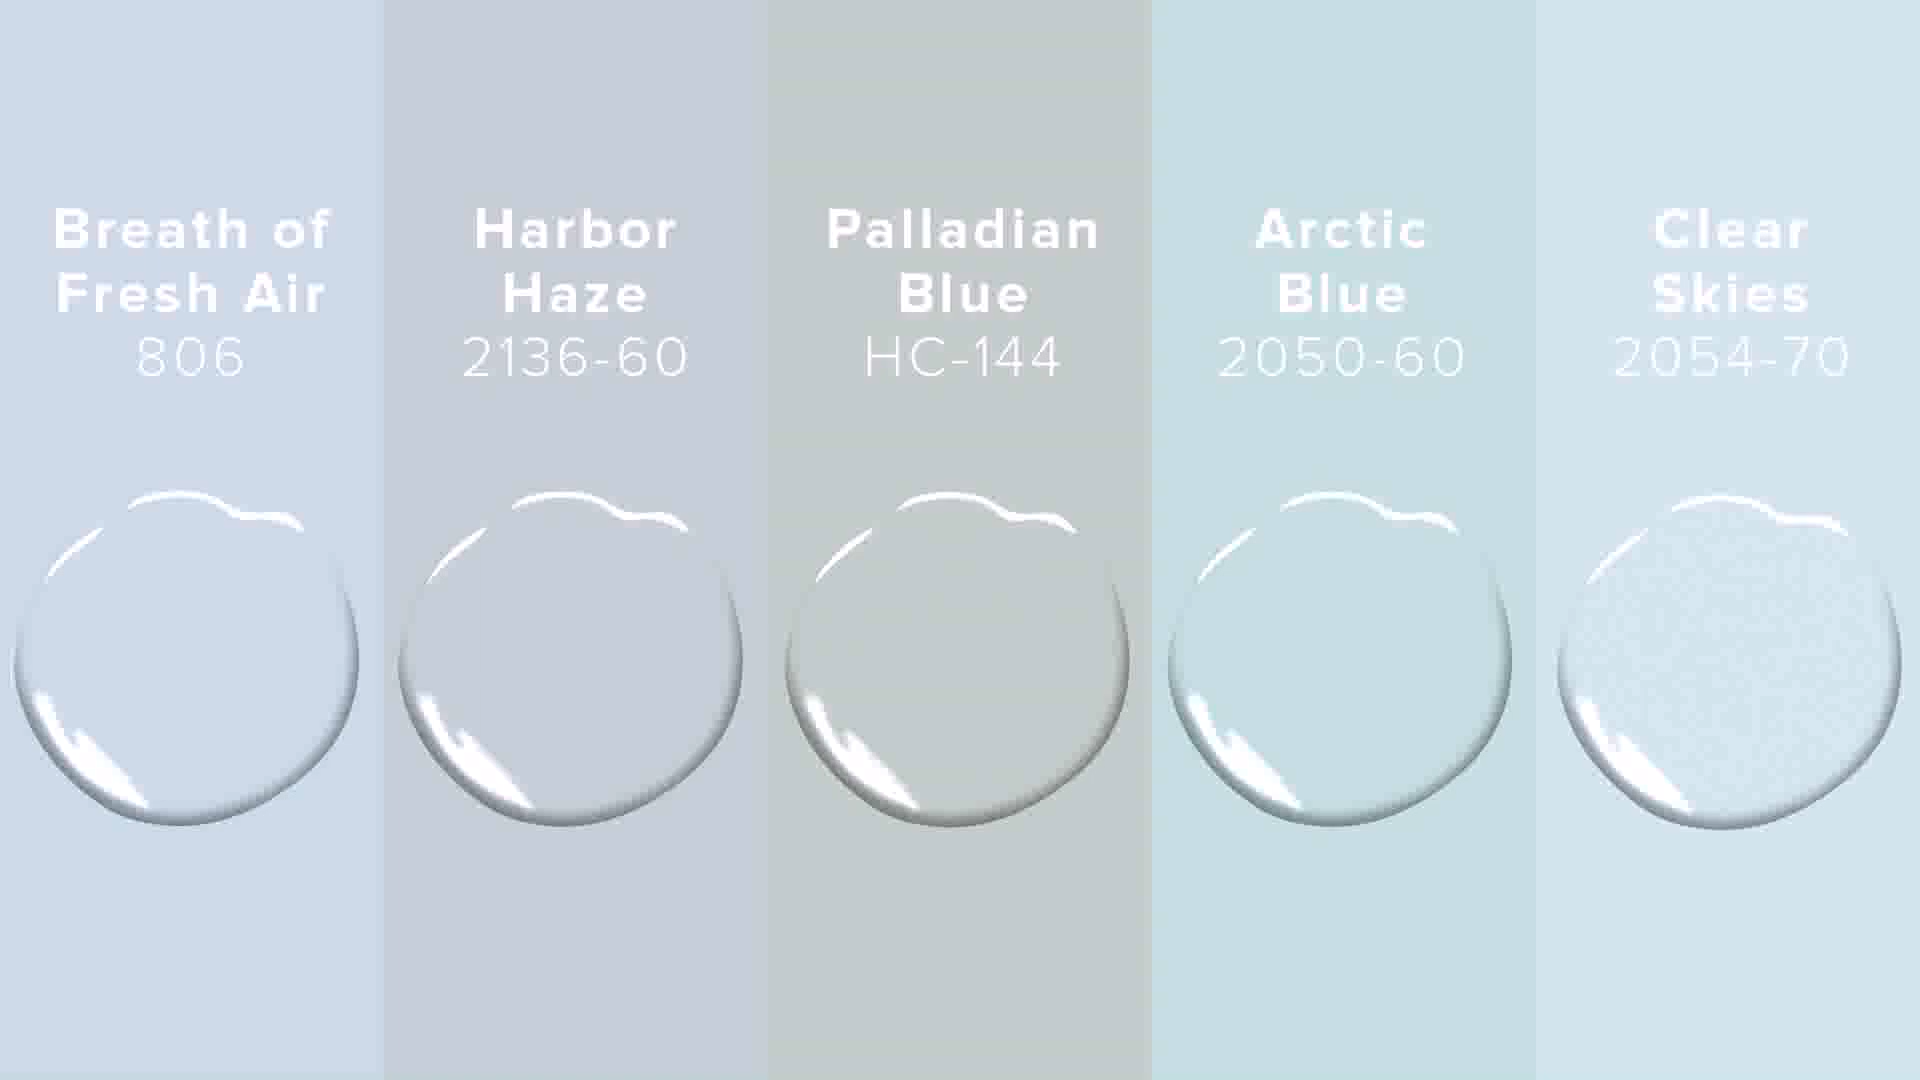 Breath of
Fresh Air
806
Harbor
Haze
2136-60
Palladian
Blue
HC-144
Arctic
Blue
2050-60
Clear
Skies
2054-70